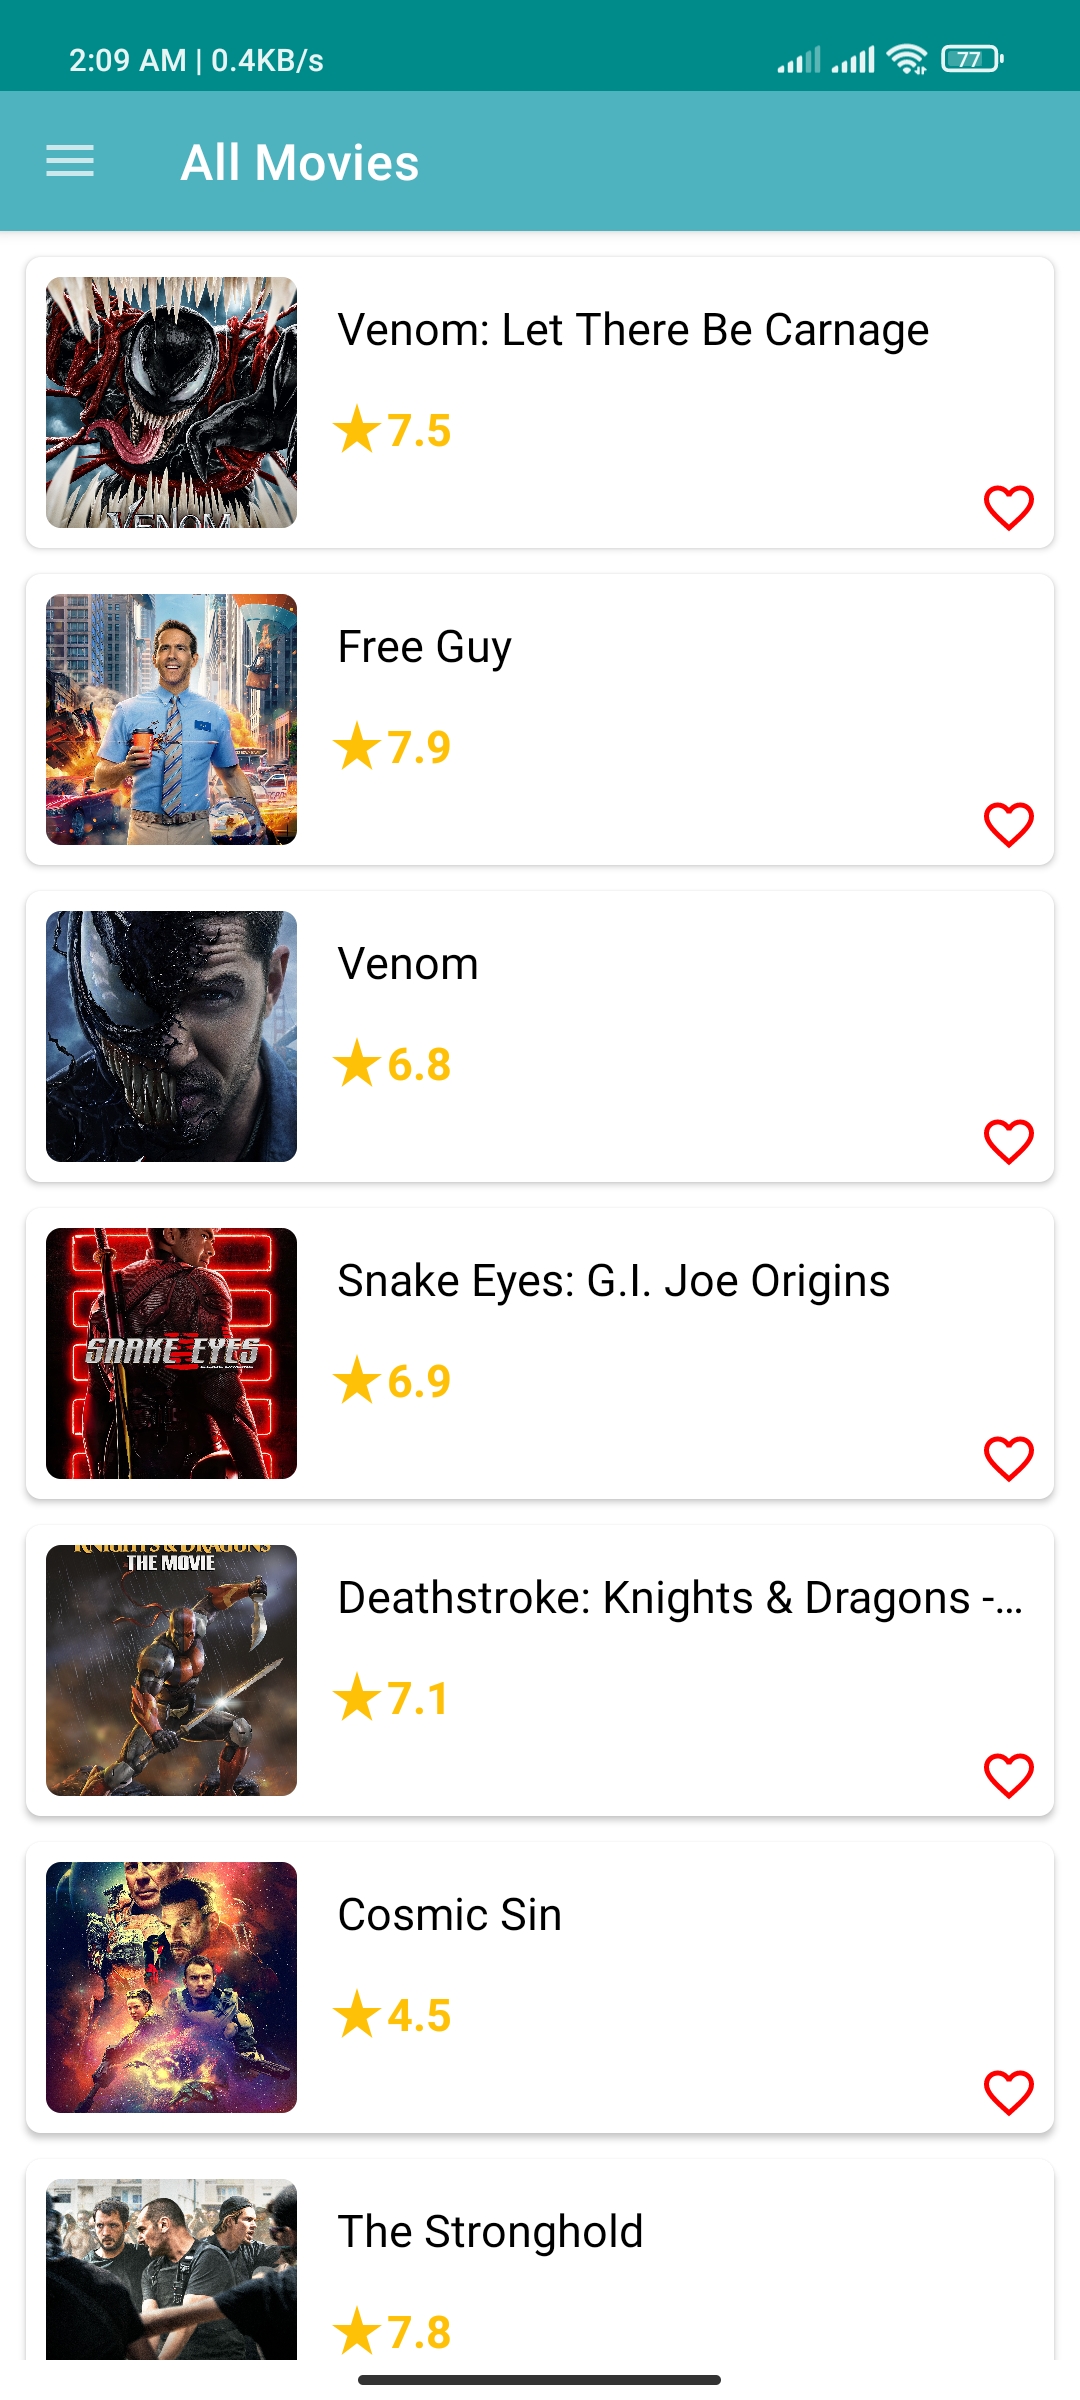 2:09 AM | 0.4KB/s
77
All Movies
Venom: Let There Be Carnage
7.5
VENOM
Free Guy
7.9
Venom
6.8
Snake Eyes: G.I. Joe Origins
SNAKE EYES
6.9
KNIGHTS & DRAGONS
THE MOVIE
Deathstroke: Knights & Dragons -...
7.1
Cosmic Sin
4.5
The Stronghold
7.8